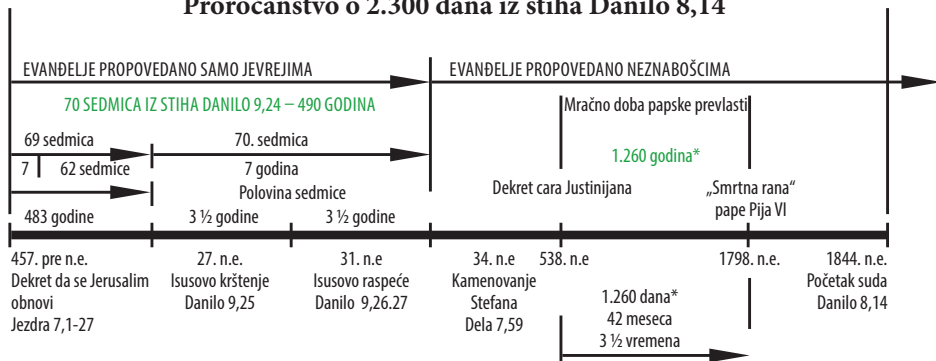 Proročanstvo o 2.300 dana iz stiha Danilo 8,14
EVANĐELJE PROPOVEDANO SAMO JEVREJIMA
EVANĐELJE PROPOVEDANO NEZNABOŠCIMA
70 SEDMICA IZ STIHA DANILO 9,24 – 490 GODINA
Mračno doba papske prevlasti
69 sedmica
70. sedmica
1.260 godina*
7
62 sedmice
7 godina
Polovina sedmice
Dekret cara Justinijana
„Smrtna rana“
pape Pija VI
483 godine
3 ½ godine
3 ½ godine
457. pre n.e.
Dekret da se Jerusalim
obnovi
Jezdra 7,1-27
27. n.e.
Isusovo krštenje
Danilo 9,25
31. n.e.
Isusovo raspeće
Danilo 9,26.27
34. n.e
Kamenovanje
Stefana
Dela 7,59
538. n.e.
1798. n.e.
1844. n.e.
Početak suda
Danilo 8,14
1.260 dana*
42 meseca
3 ½ vremena